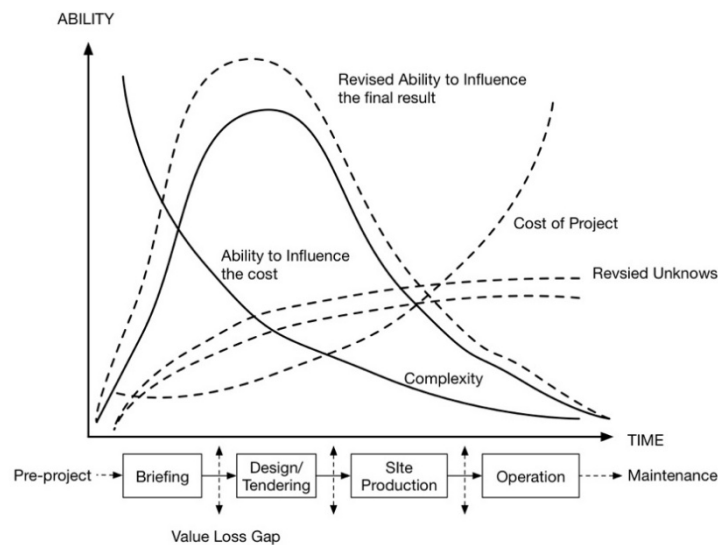 ABILITY
Revised Ability to Influence
the final result
Cost of Project
Ability to Influence
the cost
Revsied Unknows
Complexity
TIME
Pre-project
Briefing
Design/
Tendering
SIte
Production
Operation
Maintenance
Value Loss Gap